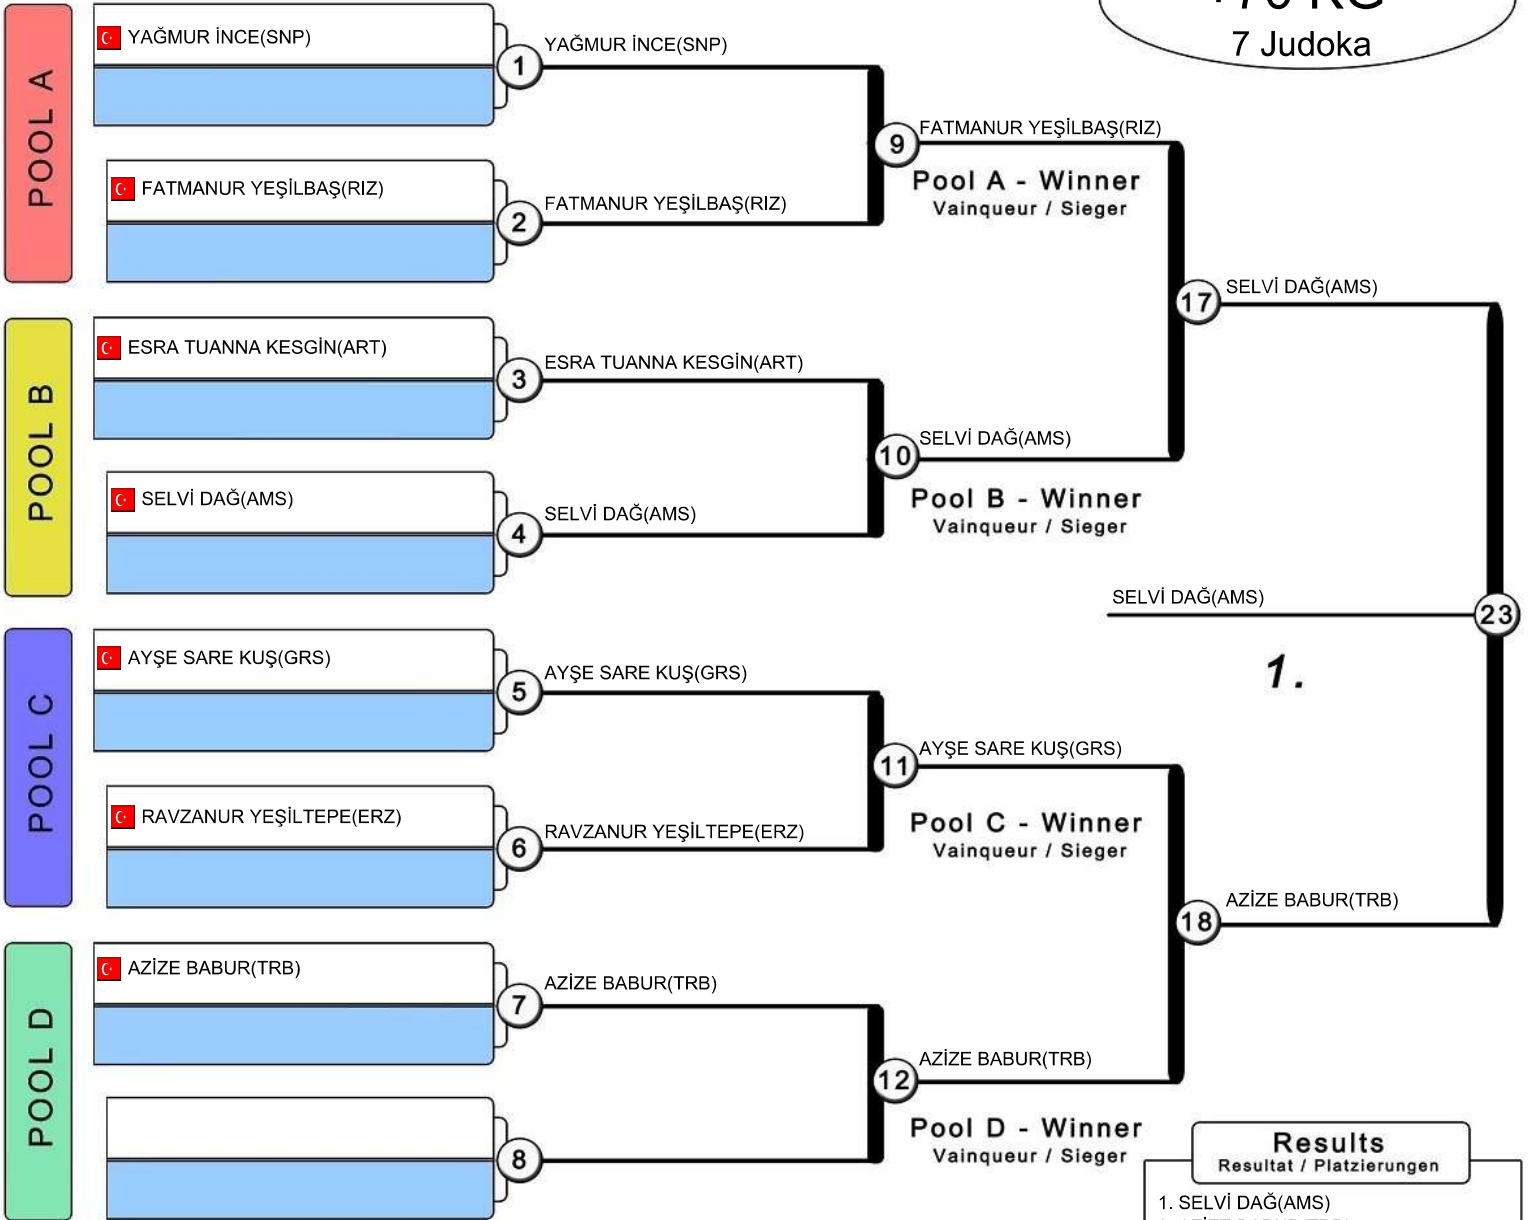 +70 KG
7 Judoka
POOL A
YAĞMUR İNCE(SNP)
1
YAĞMUR İNCE(SNP)
FATMANUR YEŞİLBAŞ(RIZ)
2
FATMANUR YEŞİLBAŞ(RIZ)
9
FATMANUR YEŞİLBAŞ(RIZ)
Pool A - Winner
Vainqueur / Sieger
POOL B
ESRA TUANNA KESGİN(ART)
3
ESRA TUANNA KESGİN(ART)
SELVİ DAĞ(AMS)
4
SELVİ DAĞ(AMS)
10
SELVİ DAĞ(AMS)
Pool B - Winner
Vainqueur / Sieger
17
SELVİ DAĞ(AMS)
SELVİ DAĞ(AMS)
23
1.
POOL C
AYŞE SARE KUŞ(GRS)
5
AYŞE SARE KUŞ(GRS)
RAVZANUR YEŞİLTEPE(ERZ)
6
RAVZANUR YEŞİLTEPE(ERZ)
11
AYŞE SARE KUŞ(GRS)
Pool C - Winner
Vainqueur / Sieger
18
AZİZE BABUR(TRB)
POOL D
AZİZE BABUR(TRB)
7
AZİZE BABUR(TRB)
8
12
AZİZE BABUR(TRB)
Pool D - Winner
Vainqueur / Sieger
Results
Resultat / Platzierungen
1. SELVİ DAĞ(AMS)